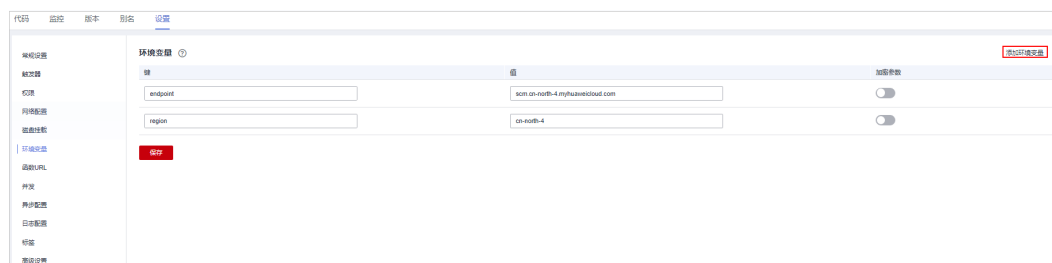 代码 监控 版本 别名 设置
常规设置
触发器
权限
网络配置
磁盘挂载
环境变量
函数URL
并发
异步配置
日志配置
标签
高级设置
环境变量 ?
添加环境变量
键 值 加密参数
endpoint scm.cn-north-4.myhuaweicloud.com
region cn-north-4
保存